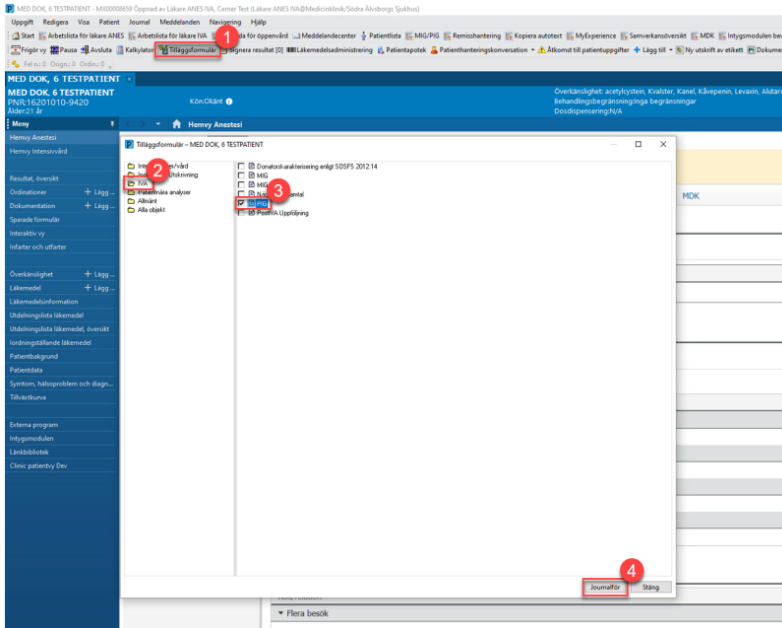 MED DOK, 6 TESTPATIENT - MX00000659 Öppnad av Läkare ANES IVA, Cerner Test (Läkare ANES IVA@Medicinklinik/Södra Älvsborgs Sjukhus)
Uppgift Redigera Visa Patient Journal Meddelanden Navigering Hjälp
Start Arbetslista för läkare ANES Arbetslista för läkare IVA för öppenvård Meddelandecenter Patientlista MIG/PIG Remisshantering Kopiera autotext MyExperience Samverkansöversikt MDK Intygsmodulen
1
Frigör vy Pausa Avsluta Kalkylator Tilläggsformulär Signera resultat [0] Läkemedelsadministrering Patientapotek Patienthanteringskonversation Åtkomst till patientuppgifter Lägg till Ny utskift av etikett
MED DOK, 6 TESTPATIENT
MED DOK, 6 TESTPATIENT
PNR:16201010-9420
Ålder:21 år
Kön:Okänt
Överkänslighet: acetylcystein, Kvalster, Kanel, Kåvepenin, Levaxin,
Behandlingsbegränsning:Inga begränsningar
Dosdispensering:N/A
Meny
Hemvy Anestesi
Hemvy Anestesi
Hemvy Intensivvård
Resultat, översikt
Ordinationer + Lägg ...
Dokumentation + Lägg ...
Sparade formulär
Interaktiv vy
Infarter och utfarter
Överkänslighet + Lägg ...
Läkemedel + Lägg ...
Läkemedelsinformation
Utdelningslista läkemedel
Utdelningslista läkemedel, översikt
Iordningställande läkemedel
Patientbakgrund
Patientdata
Symtom, hälsoproblem och diagn...
Tillväxtkurva
Externa program
Intygsmodulen
Länkbibliotek
Clinic patientvy Dev
Tilläggsformulär – MED DOK, 6 TESTPATIENT
2
IVA
Patientnära analyser
Allmänt
Alla objekt
Donatorskarakterisering enligt SOSFS 2012:14
MIG
3
PIG
PostIVA Uppföljning
MDK
4
Journalför Stäng
Flera besök